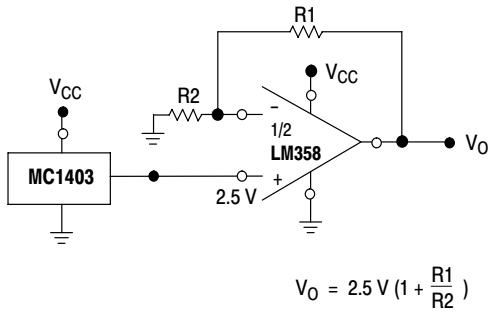 R1
VCC
VCC
R2
−
1/2
LM358
VO
MC1403
+
2.5 V
VO = 2.5 V (1 + R1/R2)